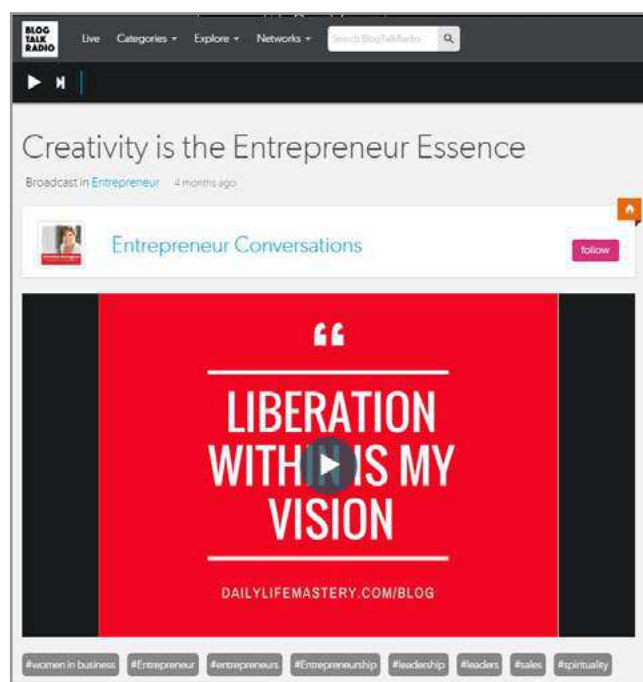 BLOG
TALK
RADIO
Live Categories Explore Networks Search BlogTalkRadio
Creativity is the Entrepreneur Essence
Broadcast in Entrepreneur 4 months ago
Entrepreneur Conversations
follow
“
LIBERATION
WITHIN IS MY
VISION
DAILYLIFEMASTERY.COM/BLOG
#women in business #Entrepreneur #entrepreneurs #Entrepreneurship #leadership #leaders #sales #spirituality